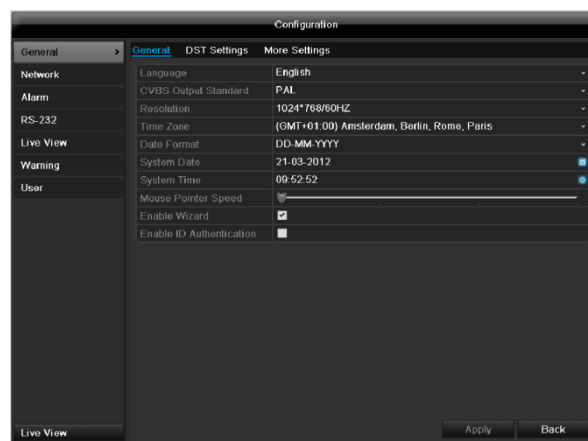 Configuration
General
Network
Alarm
RS-232
Live View
Warning
User
Live View
General DST Settings More Settings
Language English
CVBS Output Standard PAL
Resolution 1024*768/60HZ
Time Zone (GMT+01:00) Amsterdam, Berlin, Rome, Paris
Date Format DD-MM-YYYY
System Date 21-03-2012
System Time 09:52:52
Mouse Pointer Speed
Enable Wizard
Enable ID Authentication
Apply Back